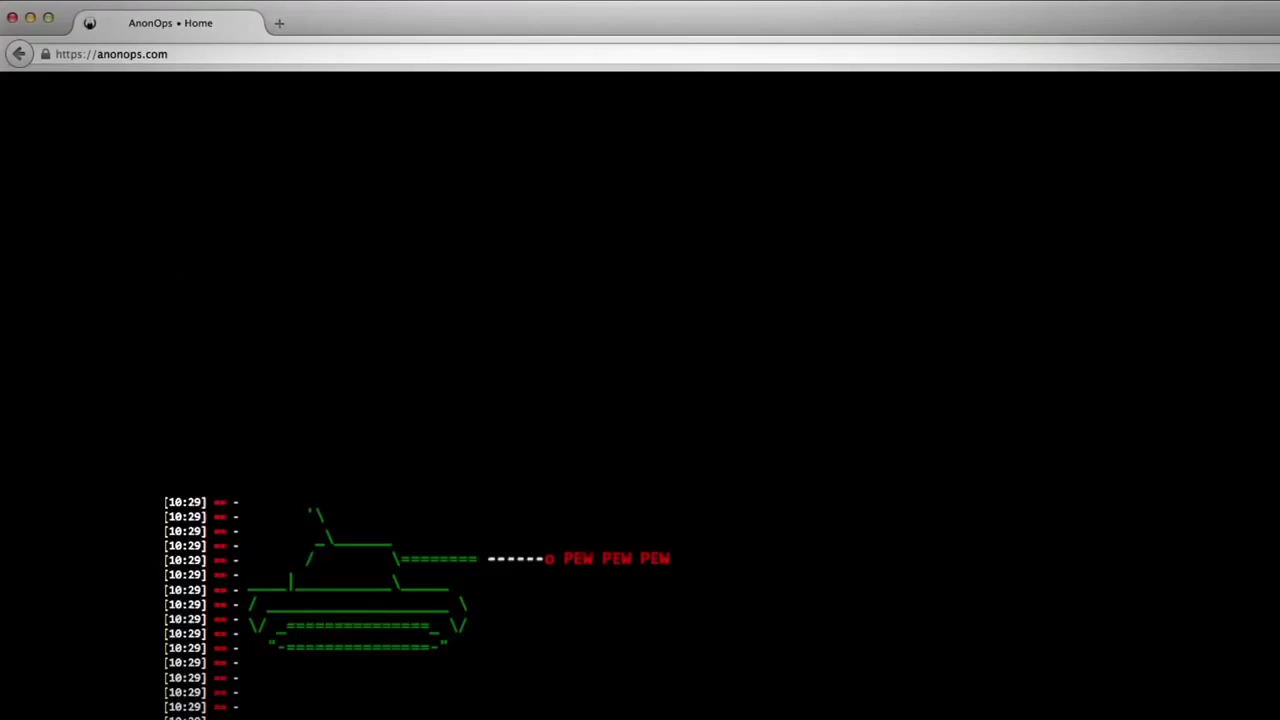 AnonOps • Home
https://anonops.com
[10:29] == -
[10:29] == -
[10:29] == -
[10:29] == -
[10:29] == - ------o PEW PEW PEW
[10:29] == -
[10:29] == -
[10:29] == -
[10:29] == -
[10:29] == -
[10:29] == -
[10:29] == -
[10:29] == -
[10:29] == -
[10:29] == -